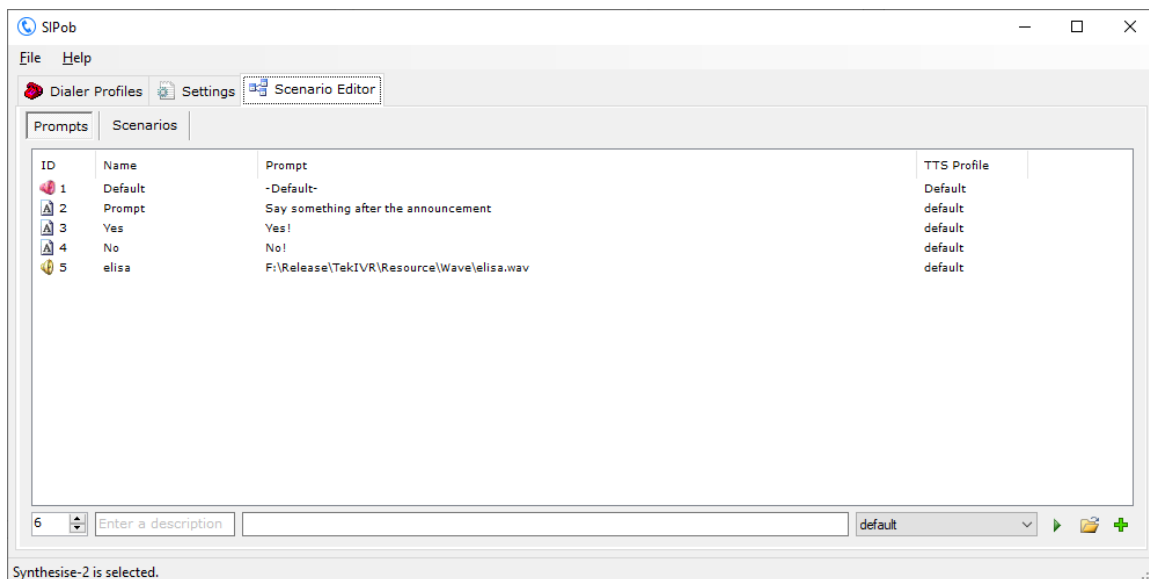 SIPob
File Help
Dialer Profiles Settings Scenario Editor
Prompts Scenarios
ID Name Prompt TTS Profile
1 Default -Default- Default
2 Prompt Say something after the announcement default
3 Yes Yes! default
4 No No! default
5 elisa F:\Release\TekIVR\Resource\Wave\elisa.wav default
6 Enter a description default
Synthesise-2 is selected.